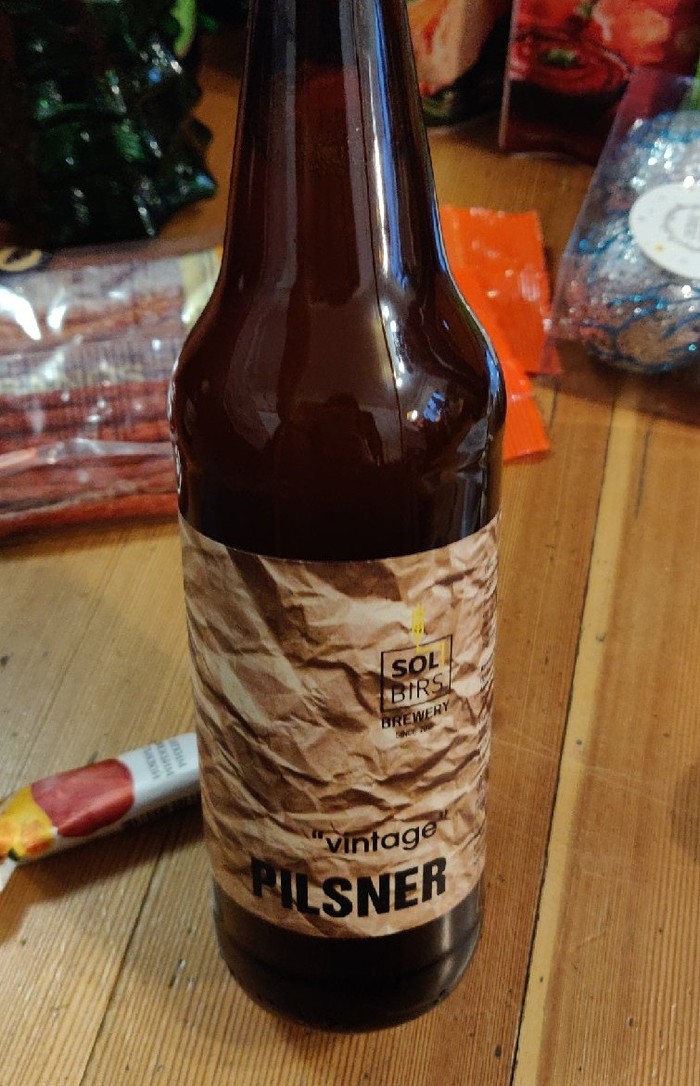 SOL
BIRS
BREWERY
"vintage"
PILSNER